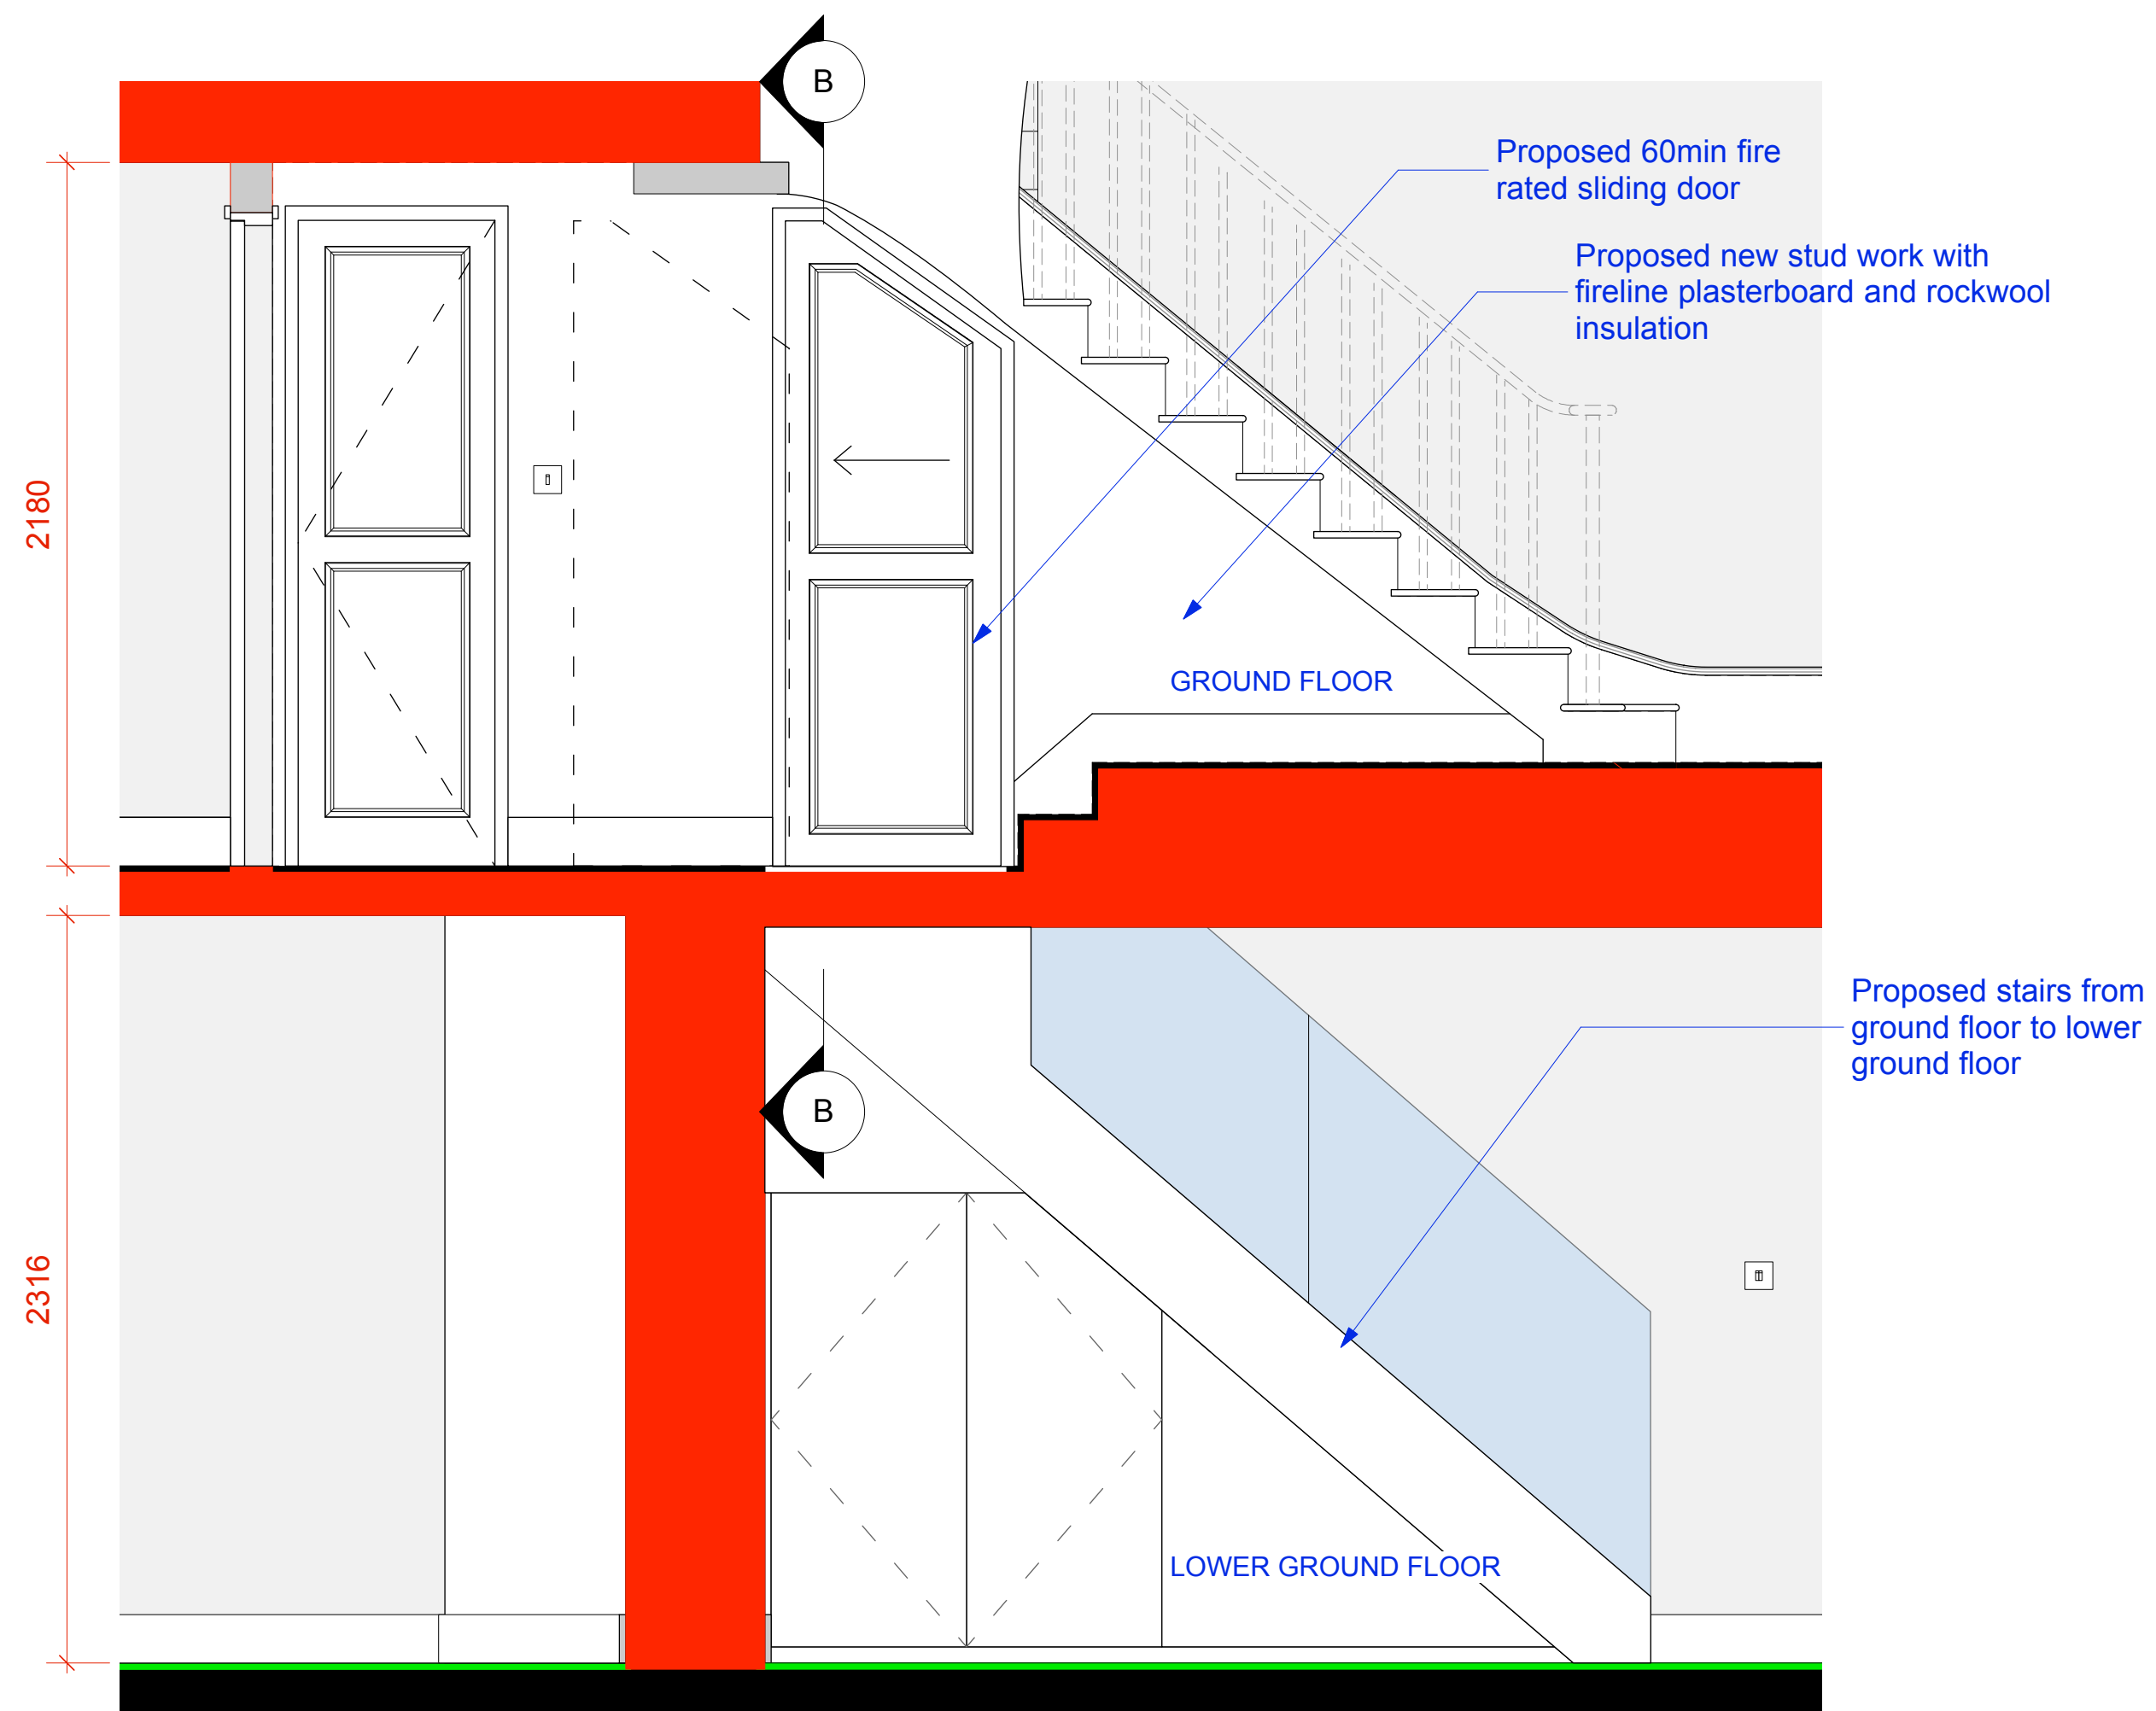 B
Proposed 60min fire
rated sliding door
Proposed new stud work with
fireline plasterboard and rockwool
insulation
2180
GROUND FLOOR
Proposed stairs from
ground floor to lower
ground floor
B
2316
LOWER GROUND FLOOR